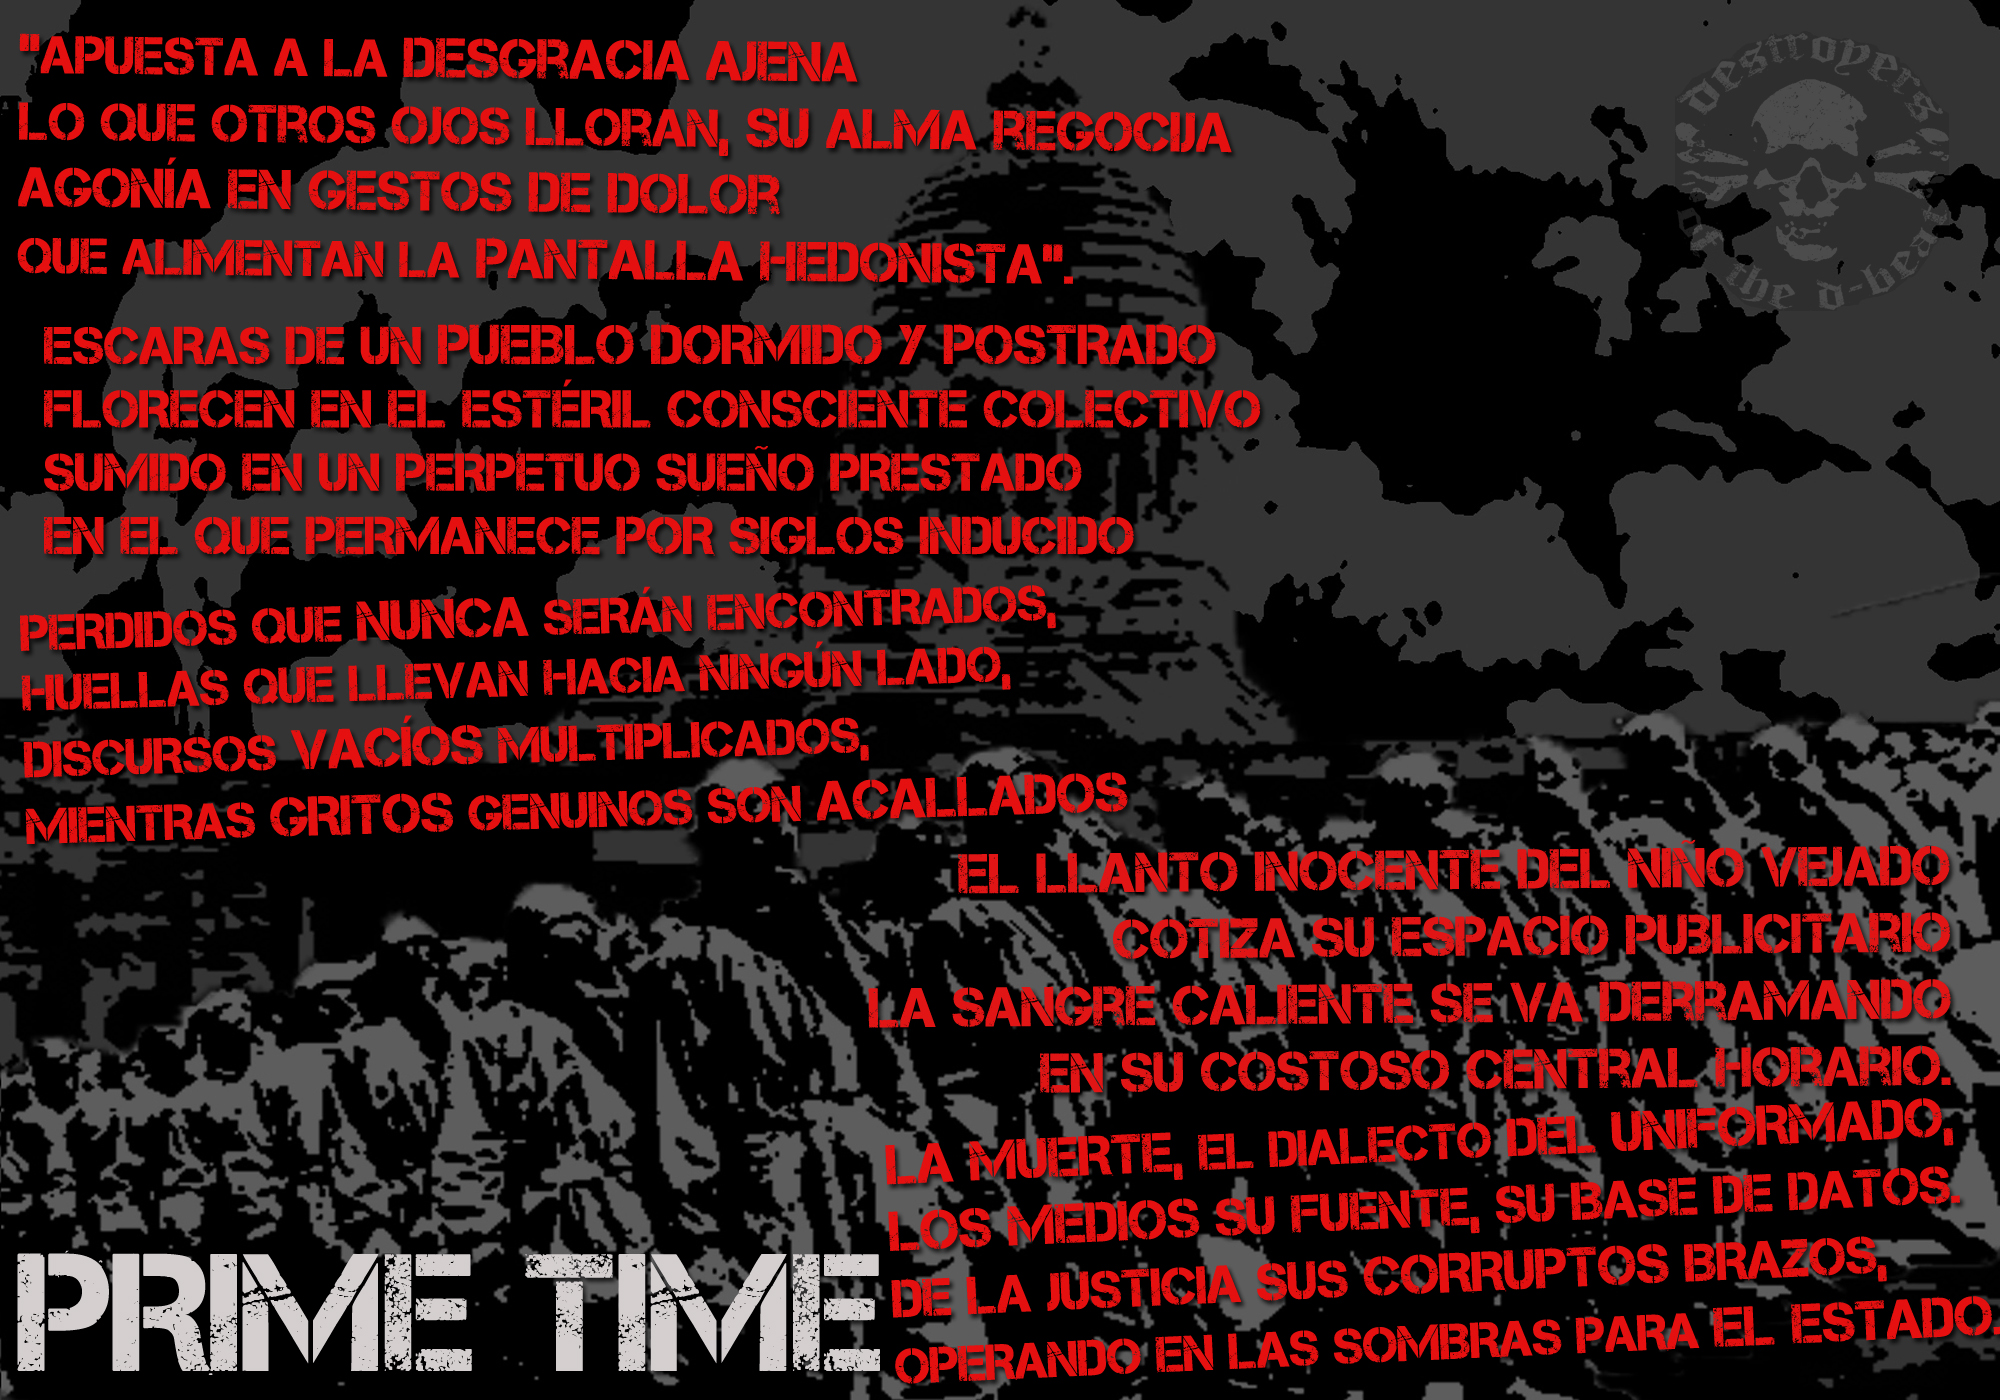 "APUESTA A LA DESGRACIA AJENA
LO QUE OTROS OJOS LLORAN, SU ALMA REGOCIJA
AGONÍA EN GESTOS DE DOLOR
QUE ALIMENTAN LA PANTALLA HEDONISTA".
ESCARAS DE UN PUEBLO DORMIDO Y POSTRADO
FLORECEN EN EL ESTÉRIL CONSCIENTE COLECTIVO
SUMIDO EN UN PERPETUO SUEÑO PRESTADO
EN EL QUE PERMANECE POR SIGLOS INDUCIDO
PERDIDOS QUE NUNCA SERÁN ENCONTRADOS,
HUELLAS QUE LLEVAN HACIA NINGÚN LADO,
DISCURSOS VACÍOS MULTIPLICADOS,
MIENTRAS GRITOS GENUINOS SON ACALLADOS
EL LLANTO INOCENTE DEL NIÑO VEJADO
COTIZA SU ESPACIO PUBLICITARIO
LA SANGRE CALIENTE SE VA DERRAMANDO
EN SU COSTOSO CENTRAL HORARIO.
LA MUERTE, EL DIALECTO DEL UNIFORMADO,
LOS MEDIOS SU FUENTE, SU BASE DE DATOS.
DE LA JUSTICIA SUS CORRUPTOS BRAZOS,
OPERANDO EN LAS SOMBRAS PARA EL ESTADO.
PRIME TIME
destroyers
of the d-beat